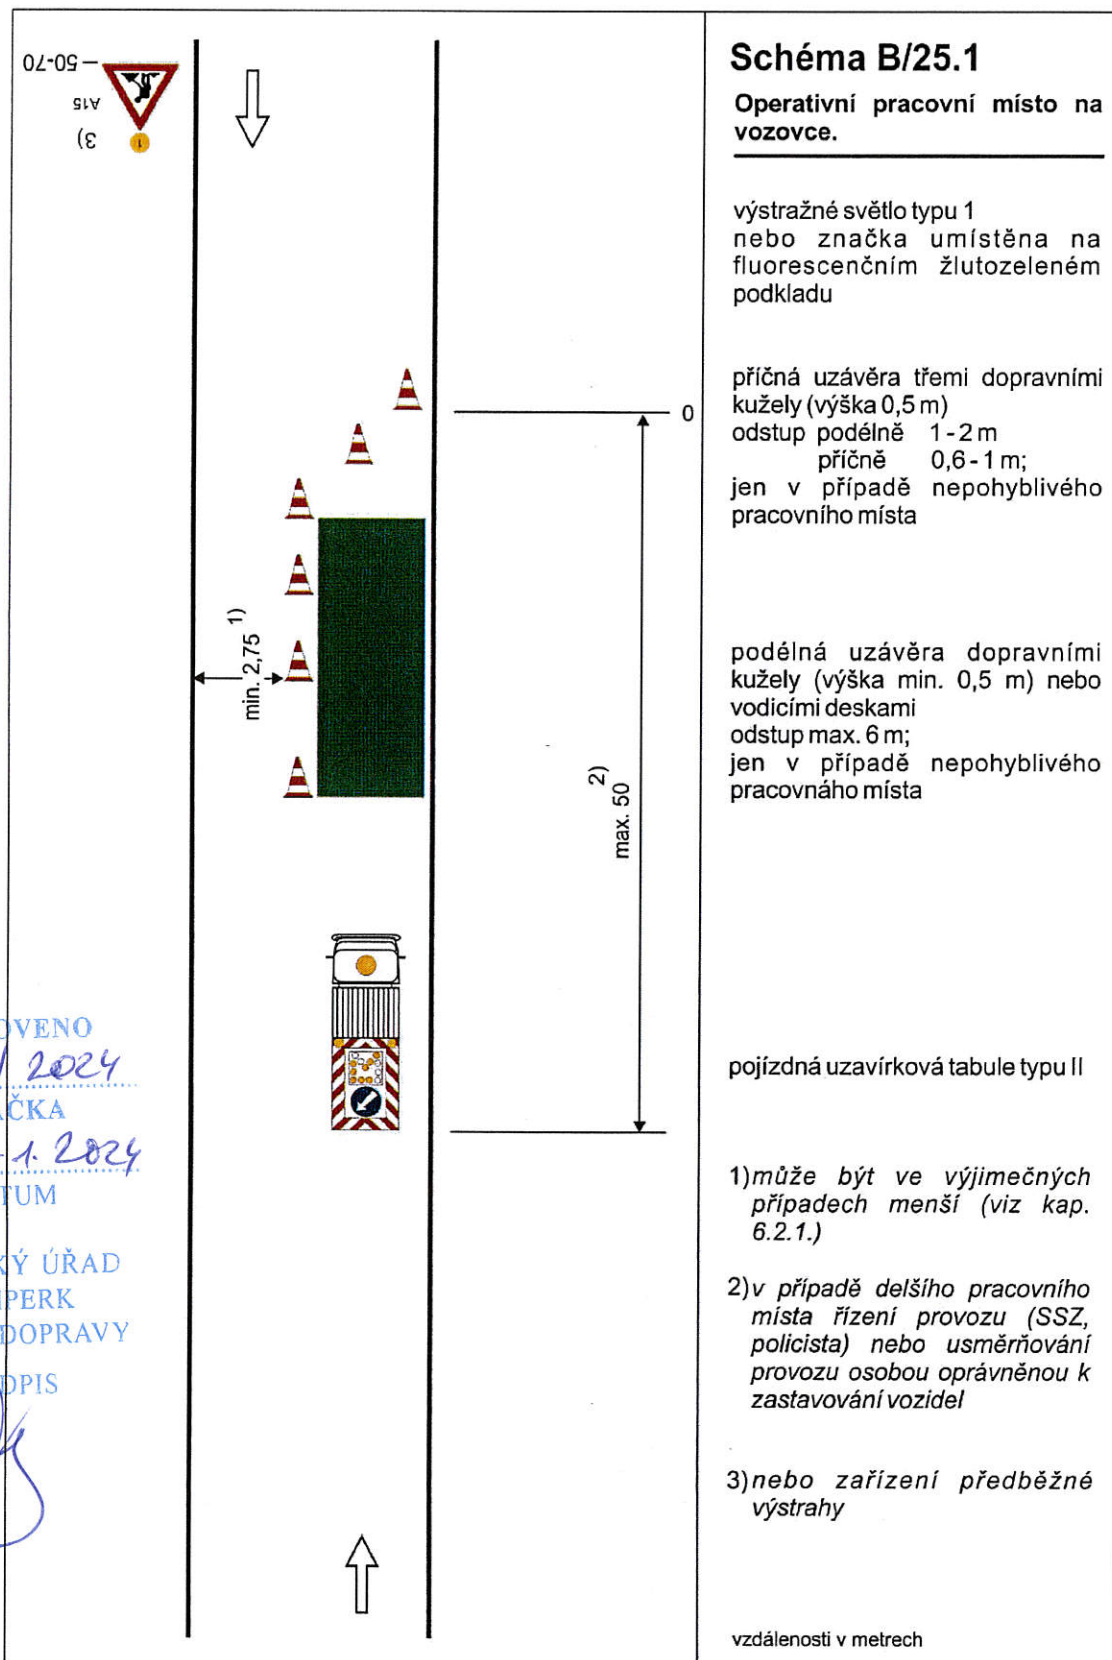 50-70
A15
3)
1
Schéma B/25.1
Operativní pracovní místo na
vozovce.
výstražné světlo typu 1
nebo značka umístěna na
fluorescenčním žlutozeleném
podkladu
příčná uzávěra třemi dopravními
kužely (výška 0,5 m)
odstup podélně 1-2 m
příčně 0,6-1 m;
jen v případě nepohyblivého
pracovního místa
0
min. 2,75 1)
podélná uzávěra dopravními
kužely (výška min. 0,5 m) nebo
vodicími deskami
odstup max. 6 m;
jen v případě nepohyblivého
pracovnáho místa
max. 50 2)
pojízdná uzavírková tabule typu II
1) může být ve výjimečných
případech menší (viz kap.
6.2.1.)
2) v případě delšího pracovního
místa řízení provozu (SSZ,
policista) nebo usměrňování
provozu osobou oprávněnou k
zastavování vozidel
3) nebo zařízení předběžné
výstrahy
vzdálenosti v metrech
OVENO
/ 2024
AČKA
1. 2024
TUM
KÝ ÚŘAD
PERK
DOPRAVY
DPIS